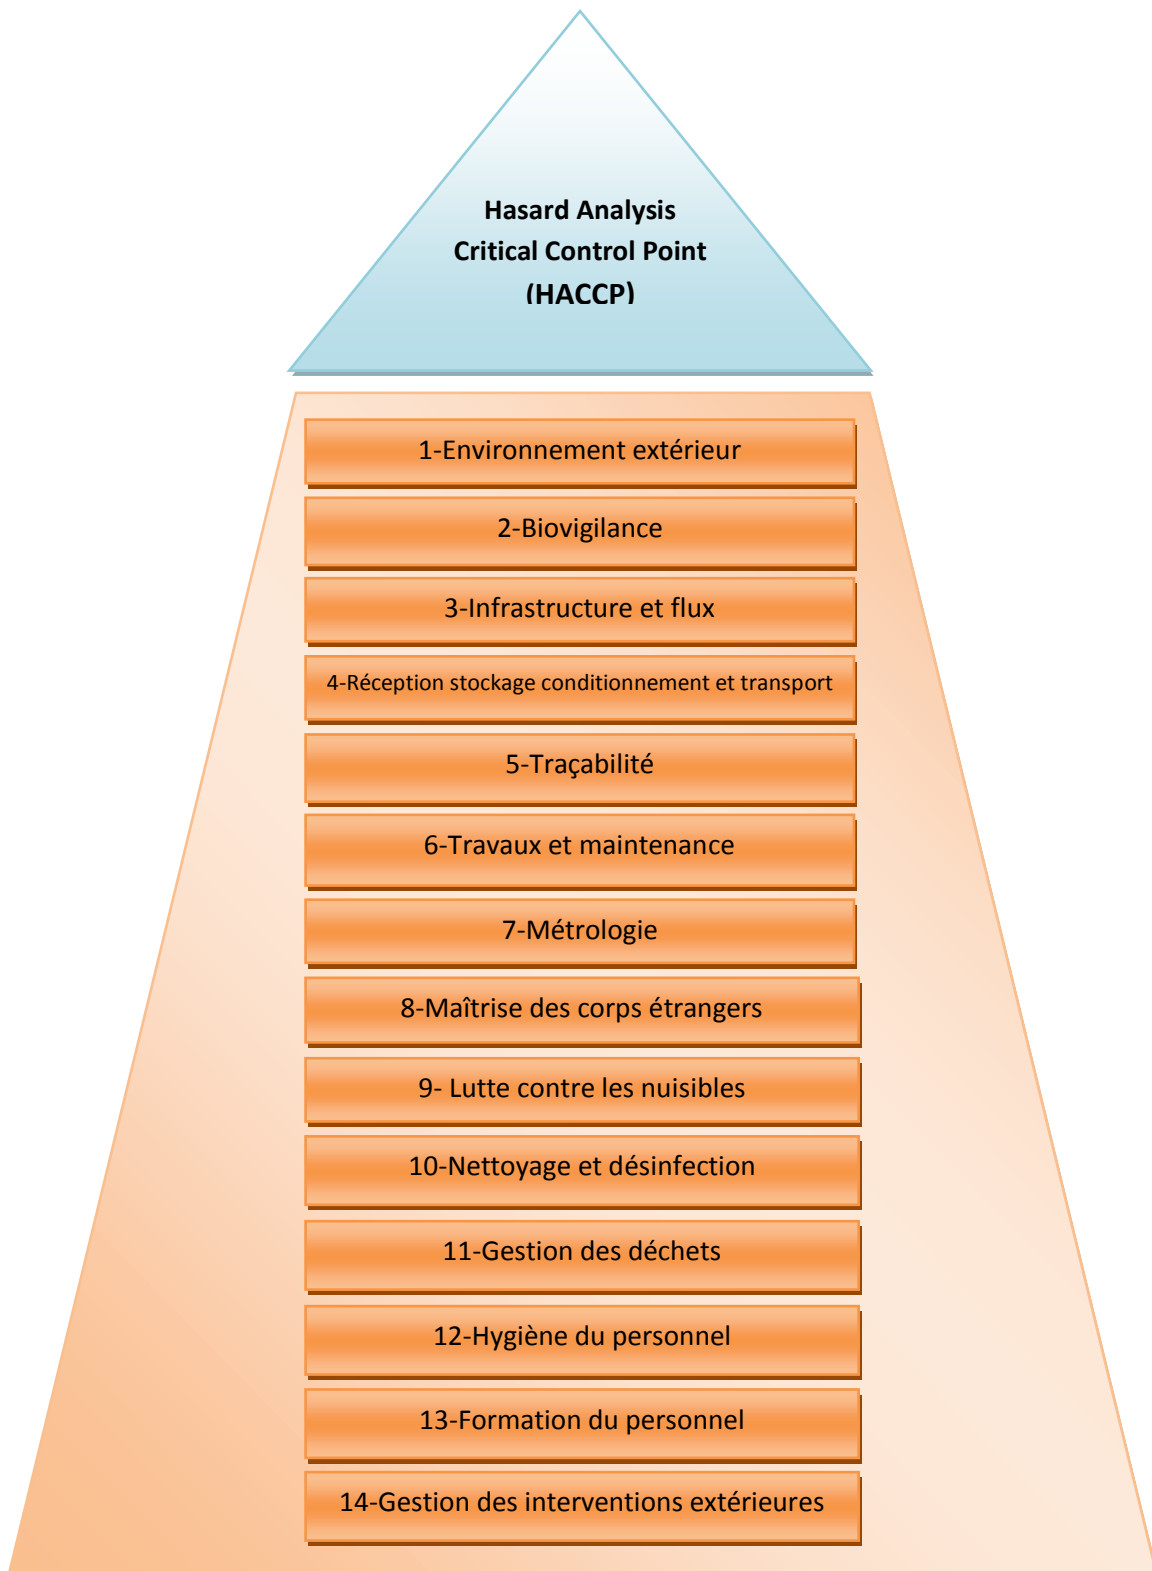 Hasard Analysis
Critical Control Point
(HACCP)
1-Environnement extérieur
2-Biovigilance
3-Infrastructure et flux
4-Réception stockage conditionnement et transport
5-Traçabilité
6-Travaux et maintenance
7-Métrologie
8-Maîtrise des corps étrangers
9- Lutte contre les nuisibles
10-Nettoyage et désinfection
11-Gestion des déchets
12-Hygiène du personnel
13-Formation du personnel
14-Gestion des interventions extérieures